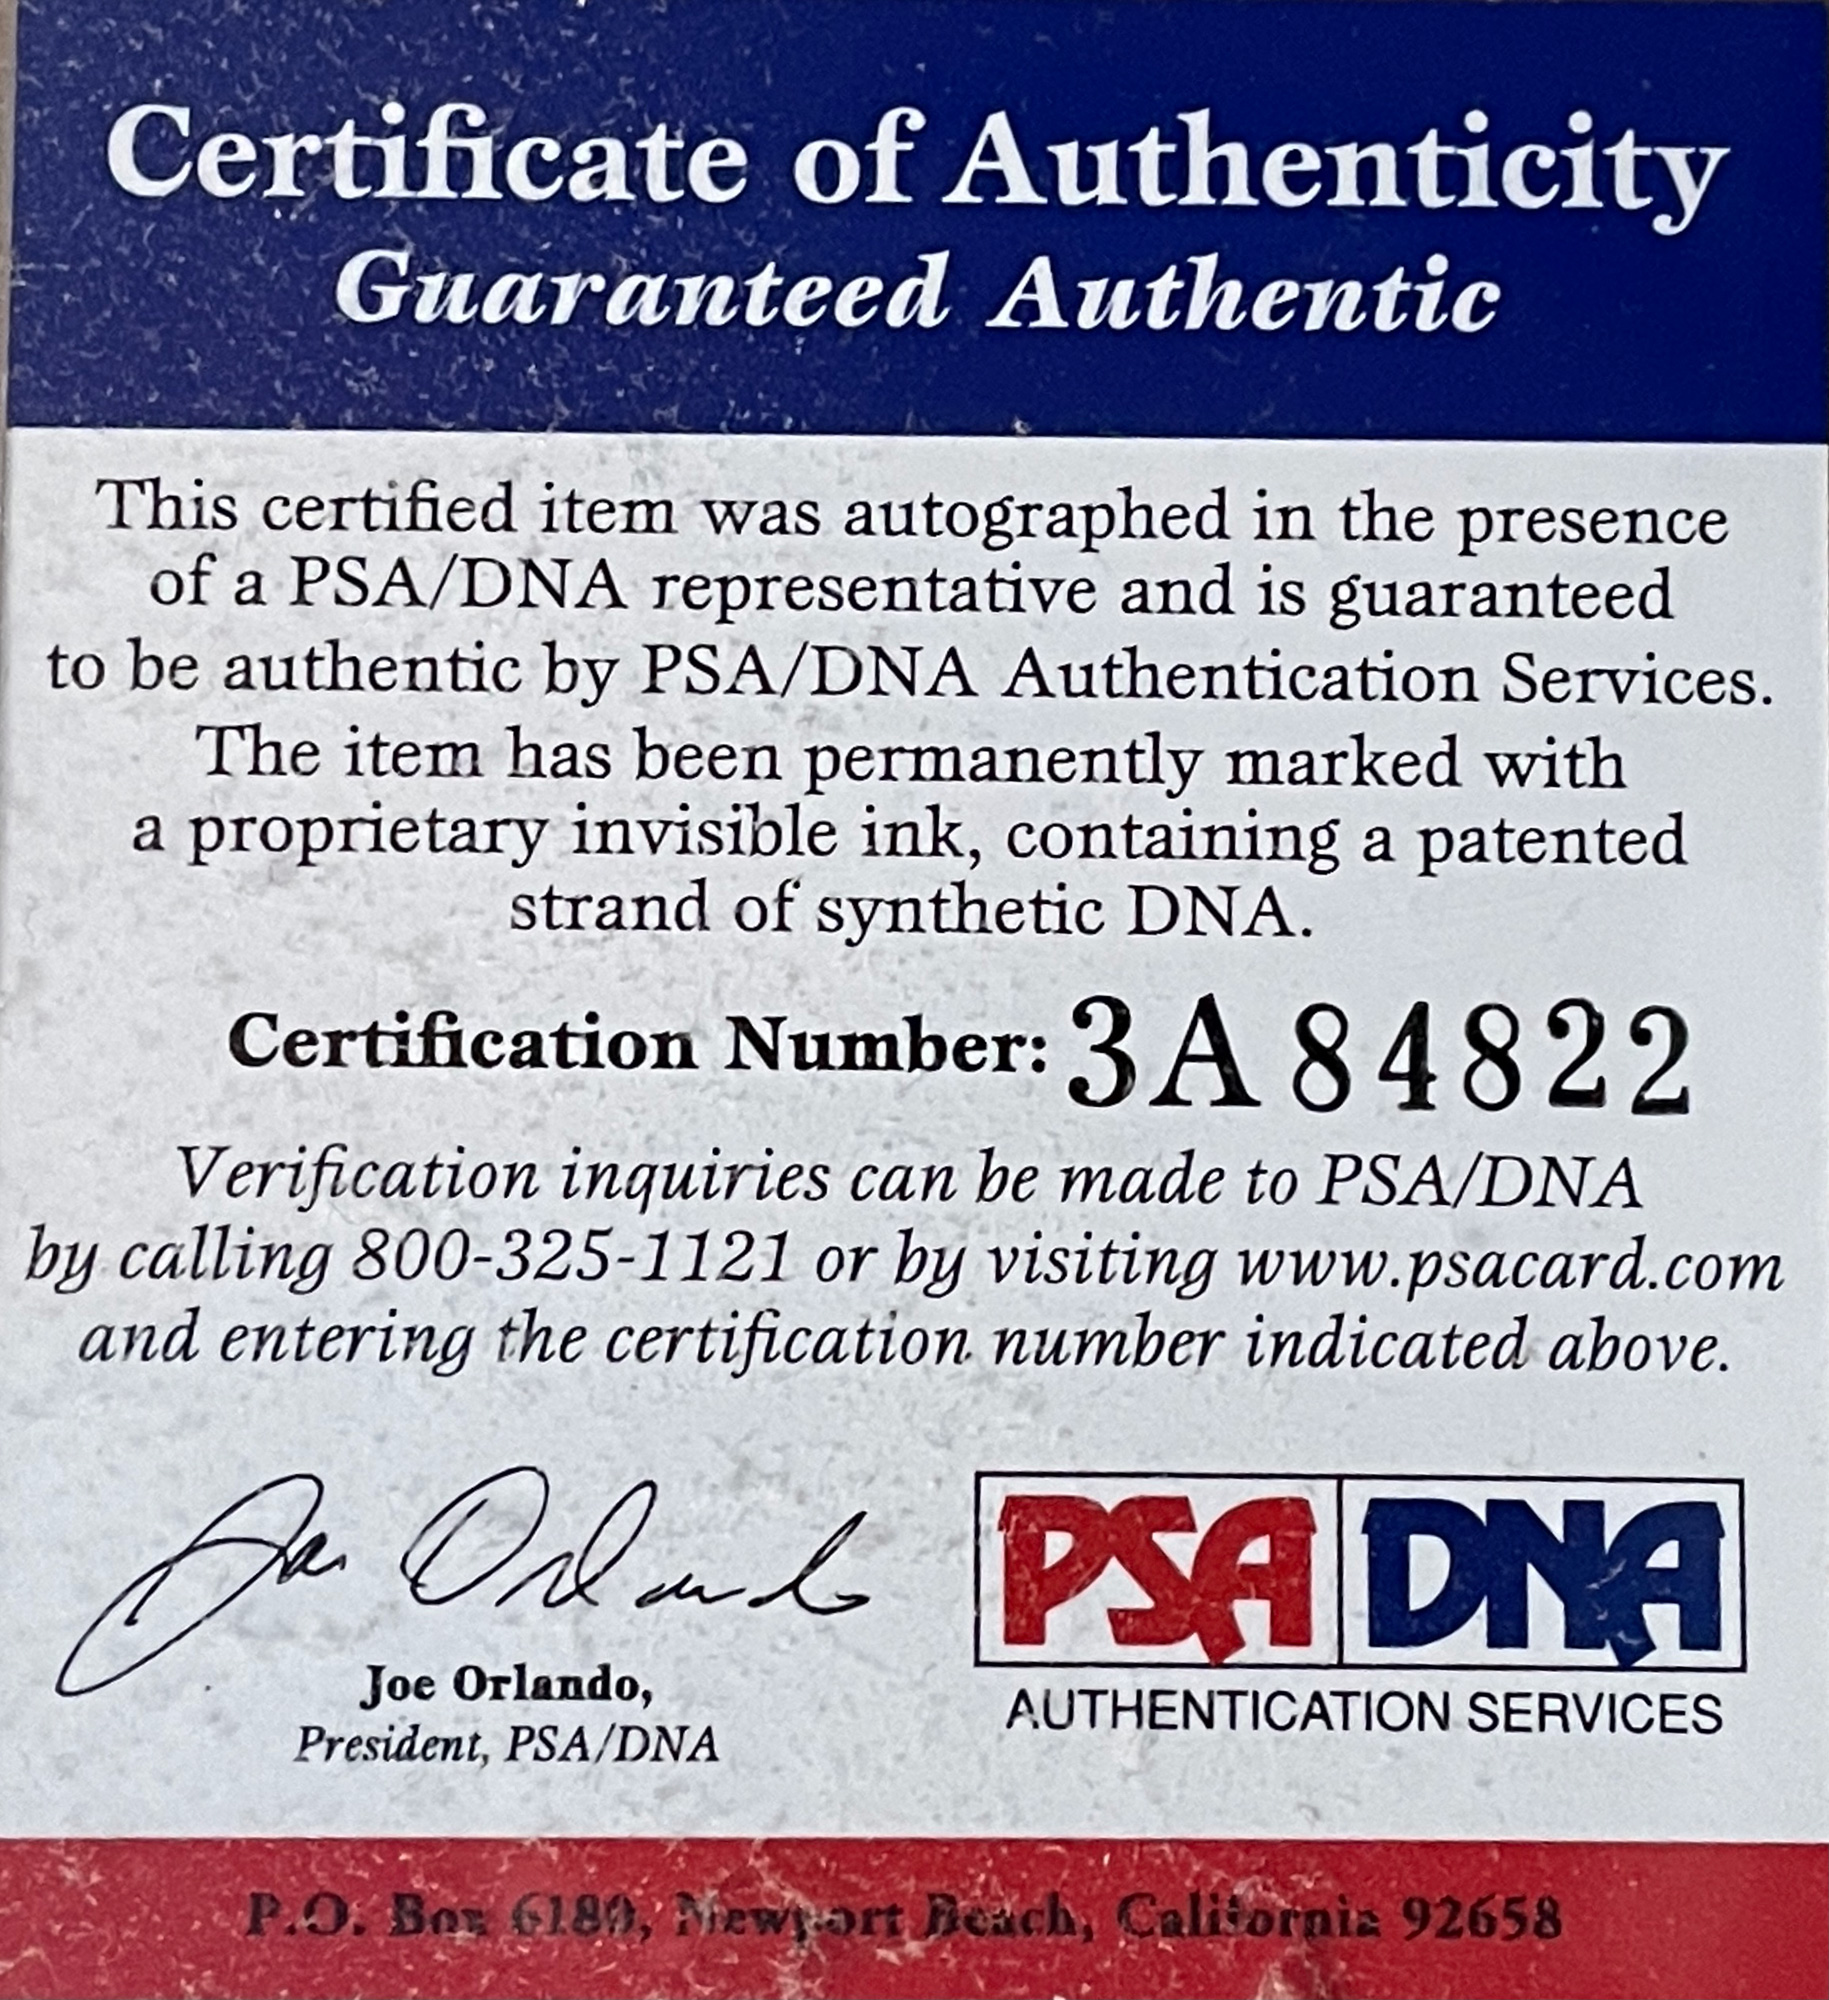 Certificate of Authenticity
Guaranteed Authentic
This certified item was autographed in the presence
of a PSA/DNA representative and is guaranteed
to be authentic by PSA/DNA Authentication Services.
The item has been permanently marked with
a proprietary invisible ink, containing a patented
strand of synthetic DNA.
Certification Number: 3A84822
Verification inquiries can be made to PSA/DNA
by calling 800-325-1121 or by visiting www.psacard.com
and entering the certification number indicated above.
Joe Orlando
Joe Orlando,
President, PSA/DNA
PSA DNA
AUTHENTICATION SERVICES
P.O. Box 6180, Newport Beach, California 92658